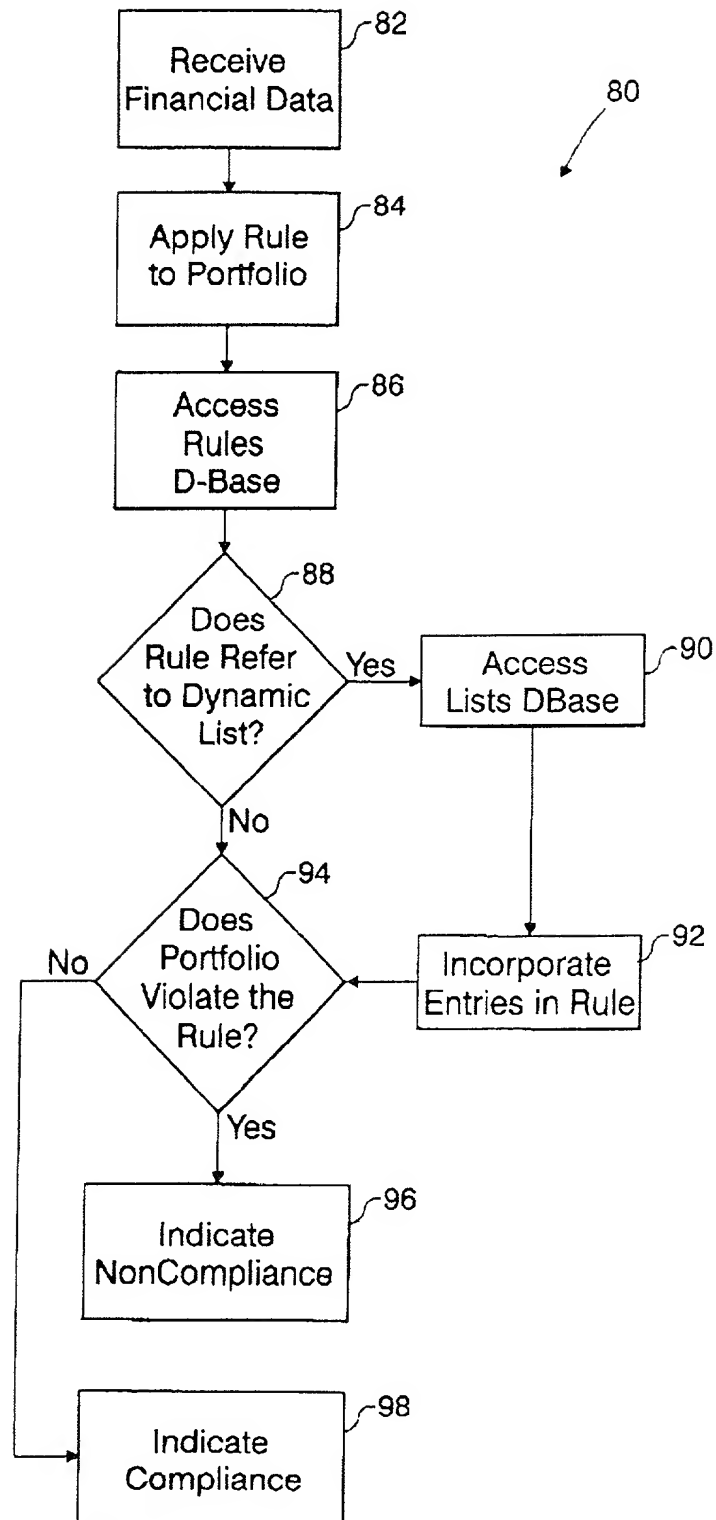 82
Receive
Financial Data
80
84
Apply Rule
to Portfolio
86
Access
Rules
D-Base
88
Does
Rule Refer
to Dynamic
List?
Yes
90
Access
Lists DBase
No
94
Does
Portfolio
Violate the
Rule?
No
92
Incorporate
Entries in Rule
Yes
96
Indicate
NonCompliance
98
Indicate
Compliance